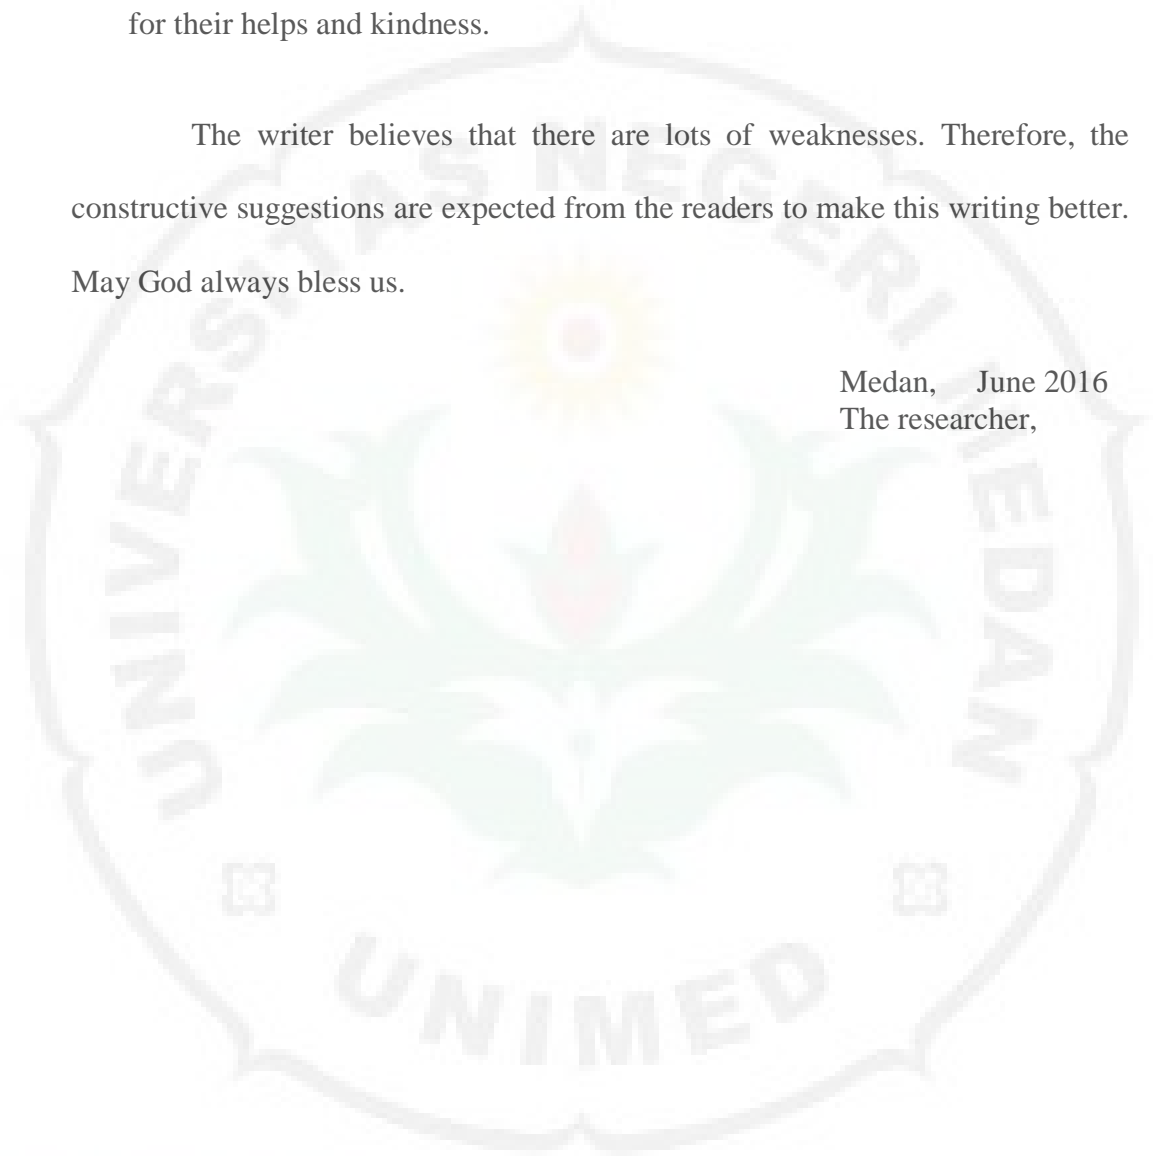 for their helps and kindness.
The writer believes that there are lots of weaknesses. Therefore, the
constructive suggestions are expected from the readers to make this writing better.
May God always bless us.
Medan, June 2016
The researcher,
UNIVERSITAS NEGERI MEDAN
UNIMED